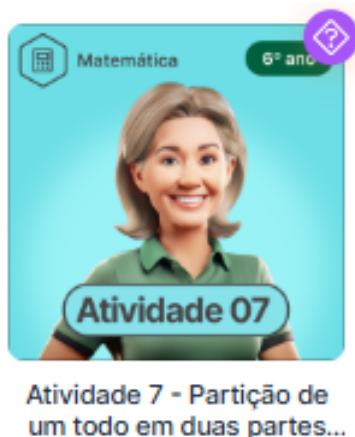 Matemática
6º ano
Atividade 07
Atividade 7 - Partição de
um todo em duas partes...